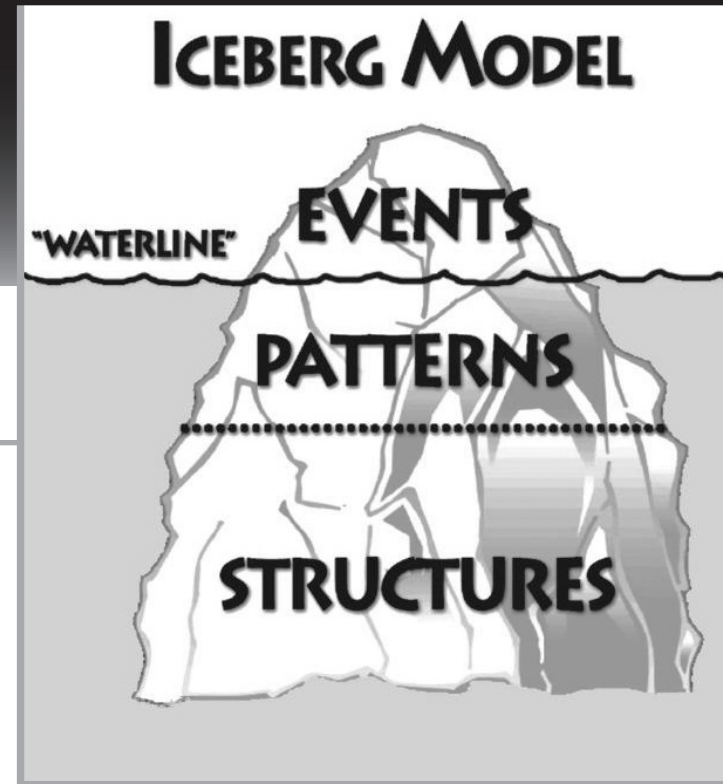 ICEBERG MODEL
EVENTS
"WATERLINE"
PATTERNS
STRUCTURES